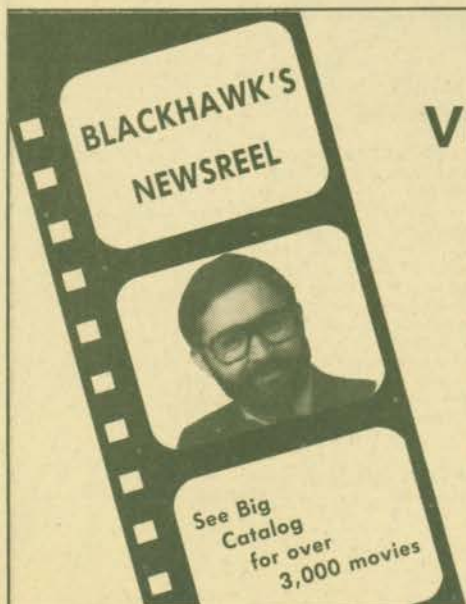 BLACKHAWK'S
NEWSREEL
V
See Big
Catalog
for over
3,000 movies